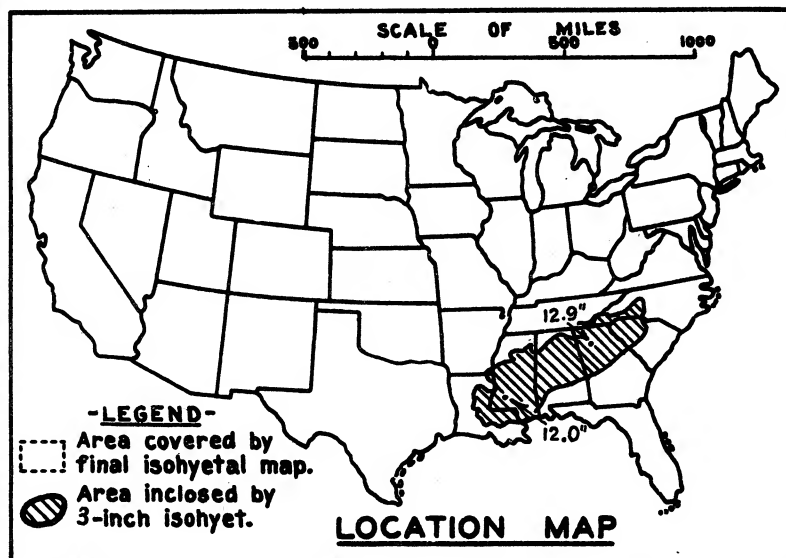 SCALE OF MILES
500 0 500 1000
12.9"
12.0"
-LEGEND-
Area covered by
final isohyetal map.
Area inclosed by
3-inch isohyet.
LOCATION MAP